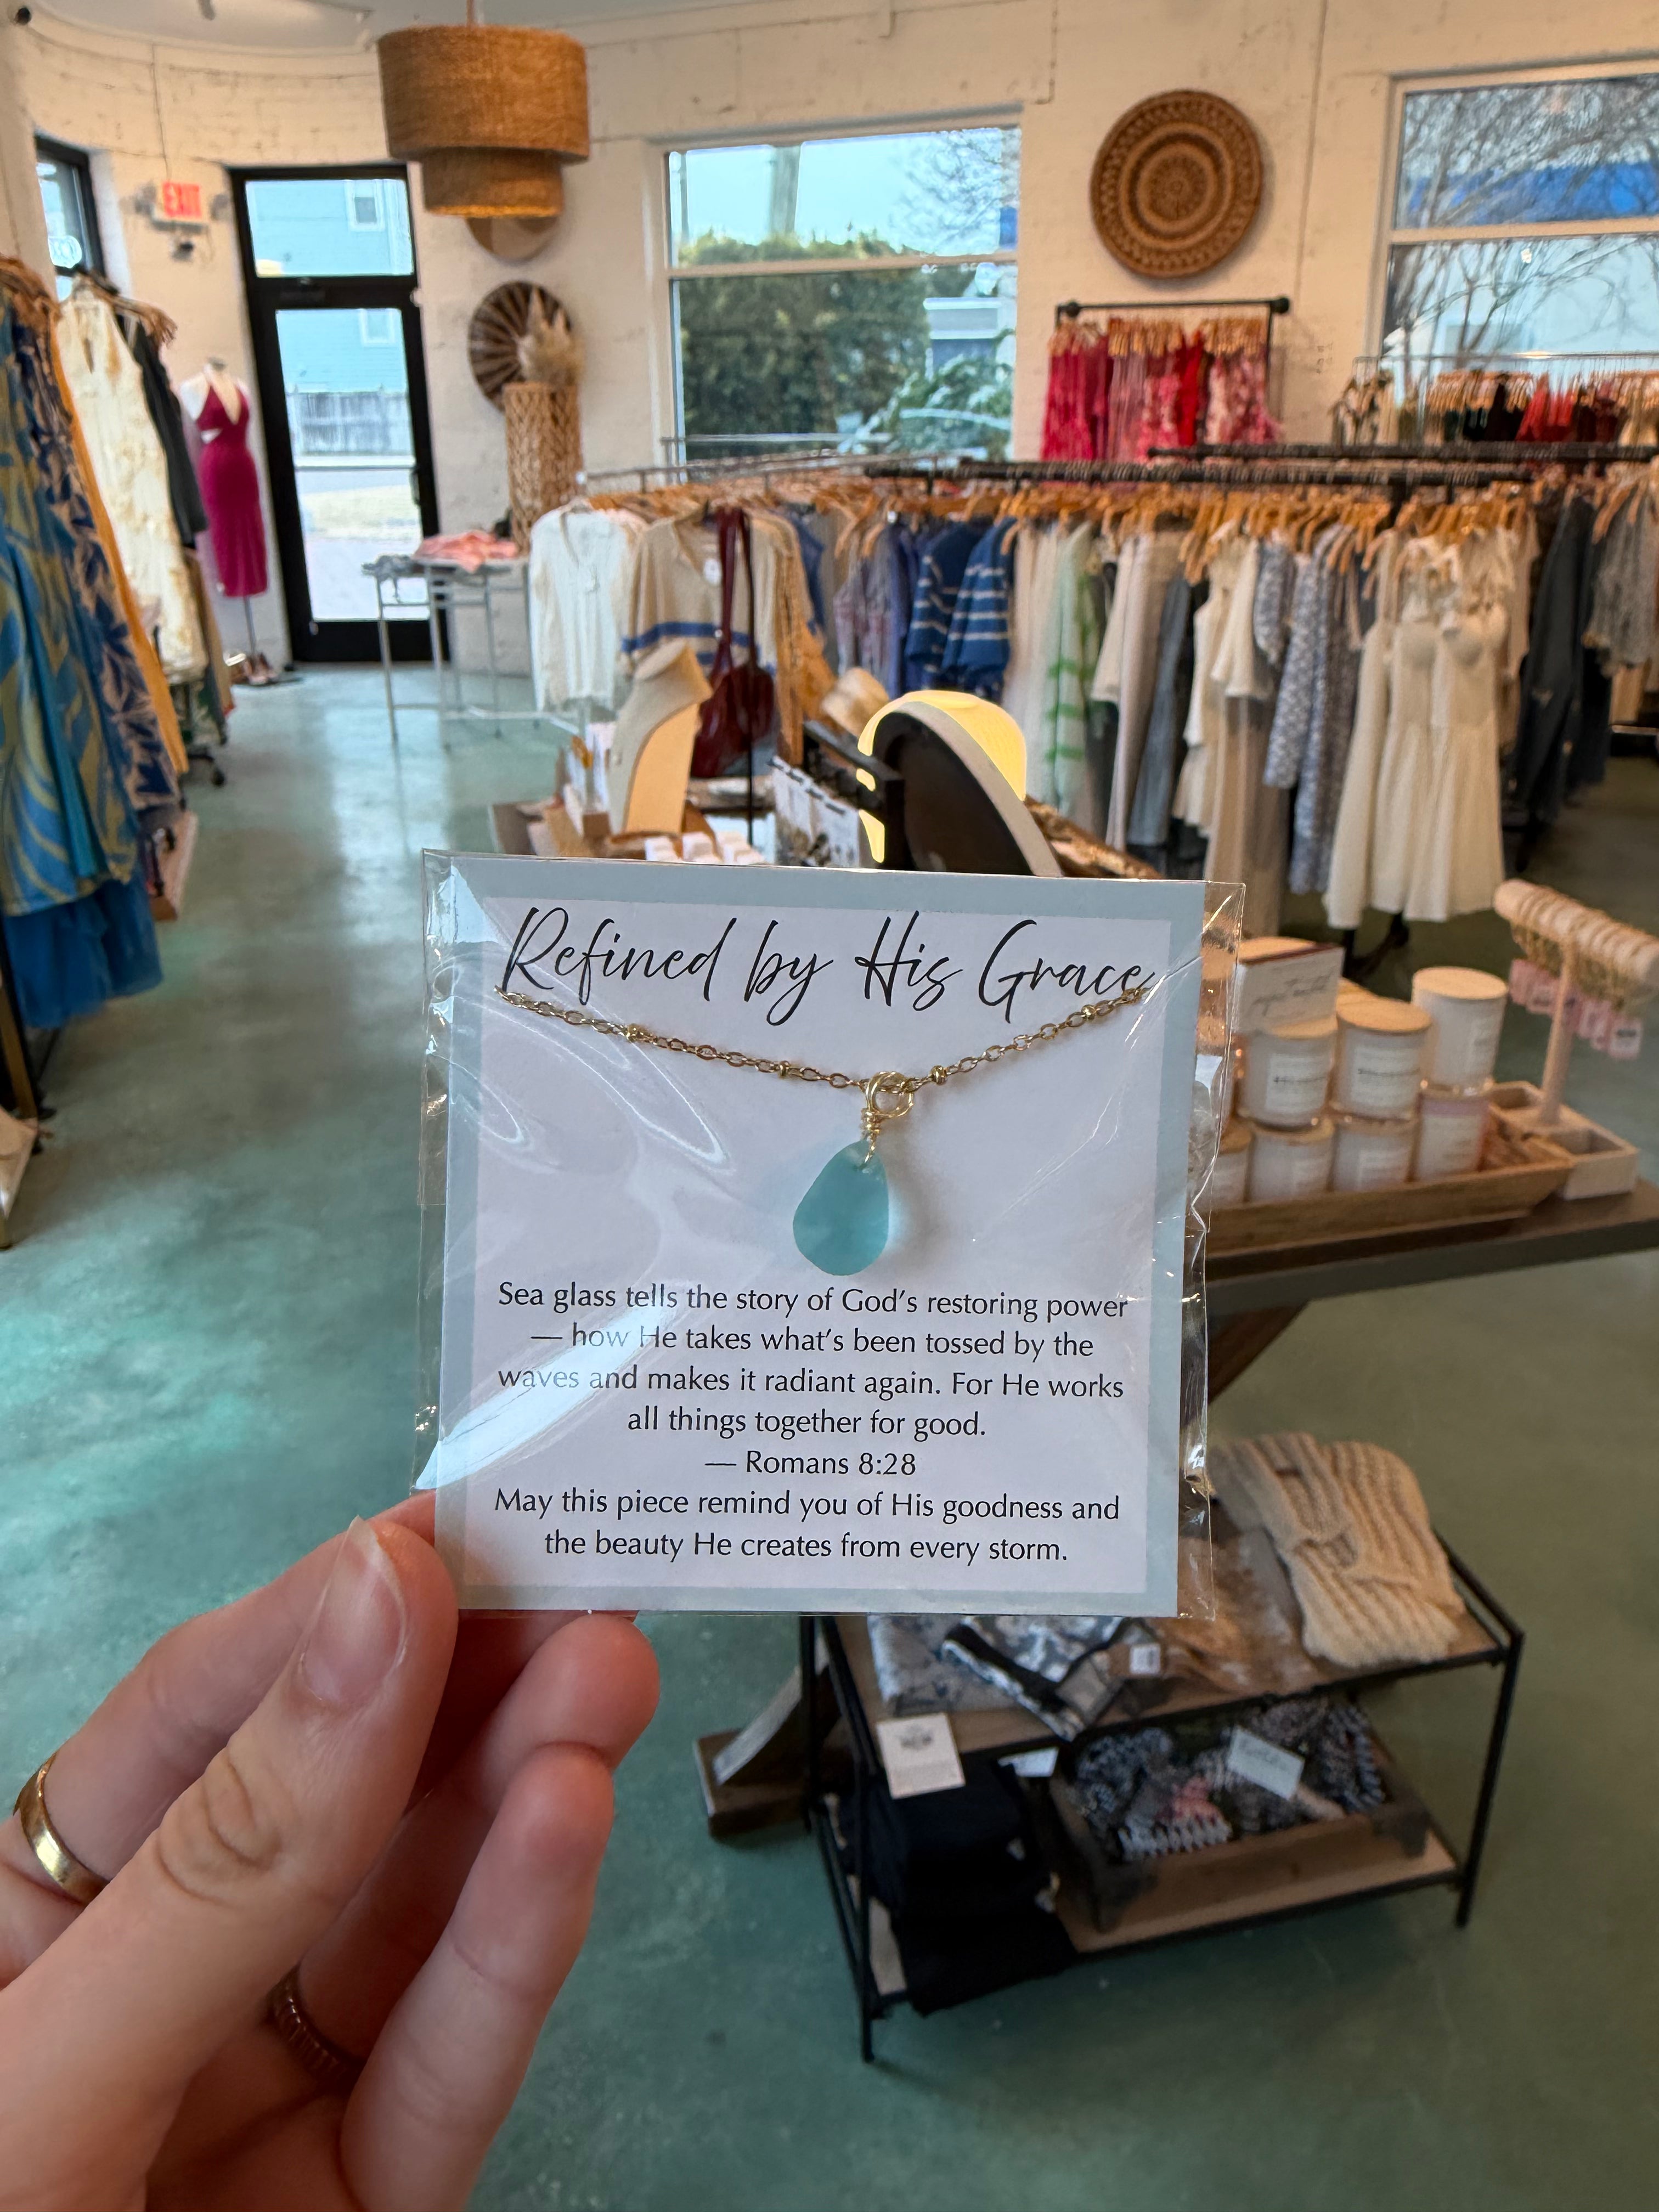 EXIT
Refined by His Grace
Sea glass tells the story of God's restoring power
— how He takes what's been tossed by the
waves and makes it radiant again. For He works
all things together for good.
— Romans 8:28
May this piece remind you of His goodness and
the beauty He creates from every storm.